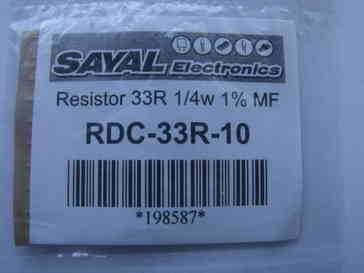 SAYAL
Electronics
Resistor 33R 1/4w 1% MF
RDC-33R-10
*198587*